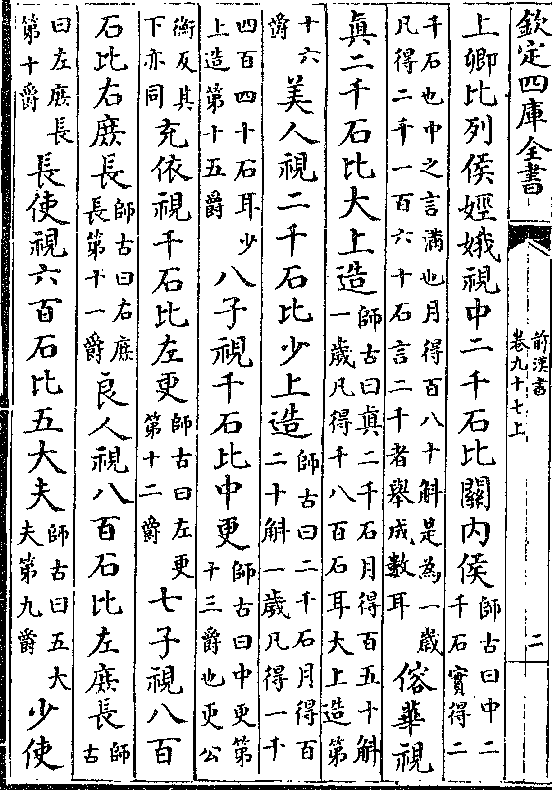 欽定四庫全書
前漢書
卷九十七上
二
上卿比列侯娙娥視中二千石比關內侯師古曰中二千石實得二
千石也中之言滿也月得百八十斛是為一歲凡得二千一百六十石言二千者舉成數耳傛華視
眞二千石比大上造師古曰眞二千石月得百五十斛一歲凡得千八百石耳大上造第
十六爵美人視二千石比少上造師古曰二千石月得百二十斛一歲凡得一千
四百四十石耳少上造第十五爵八子視千石比中更師古曰中更第十三爵也更公
衡反其下亦同充依視千石比左更師古曰左更第十二爵七子視八百
石比右庶長師古曰右庶長第十一爵良人視八百石比左庶長師古
曰左庶長第十爵長使視六百石比五大夫師古曰五大夫第九爵少使